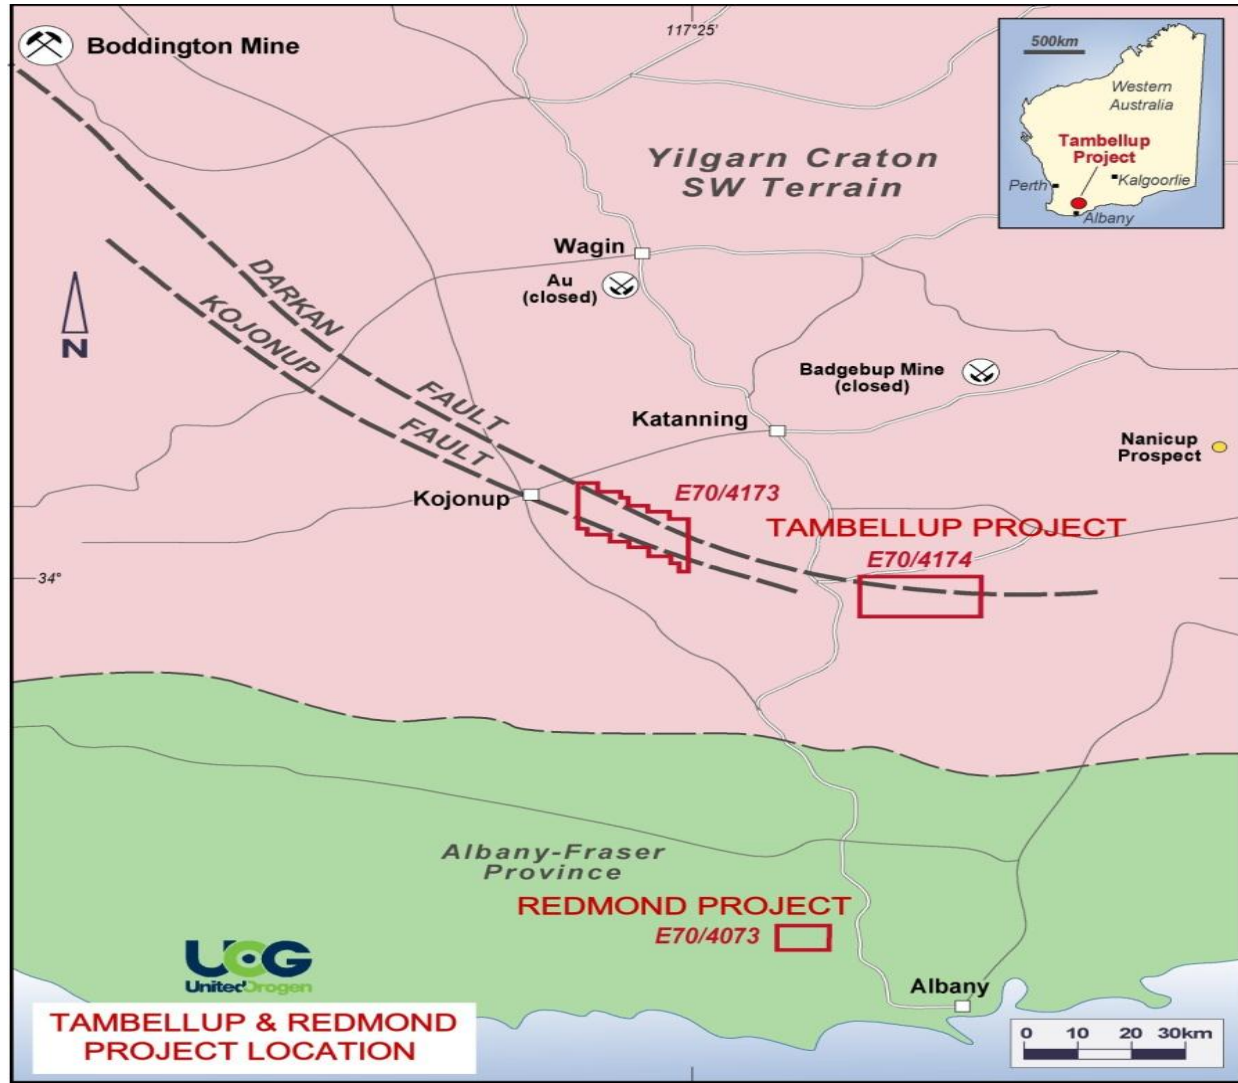 Boddington Mine
117°25'
500km
Western
Australia
Tambellup
Project
Perth
Kalgoorlie
Albany
Yilgarn Craton
SW Terrain
Wagin
Au
(closed)
DARKAN FAULT
KOJONUP FAULT
N
Badgebup Mine
(closed)
Katanning
Nanicup
Prospect
Kojonup
E70/4173
TAMBELLUP PROJECT
E70/4174
34°
Albany-Fraser
Province
REDMOND PROJECT
E70/4073
UOG
UnitedOrogen
Albany
TAMBELLUP & REDMOND
PROJECT LOCATION
0 10 20 30km